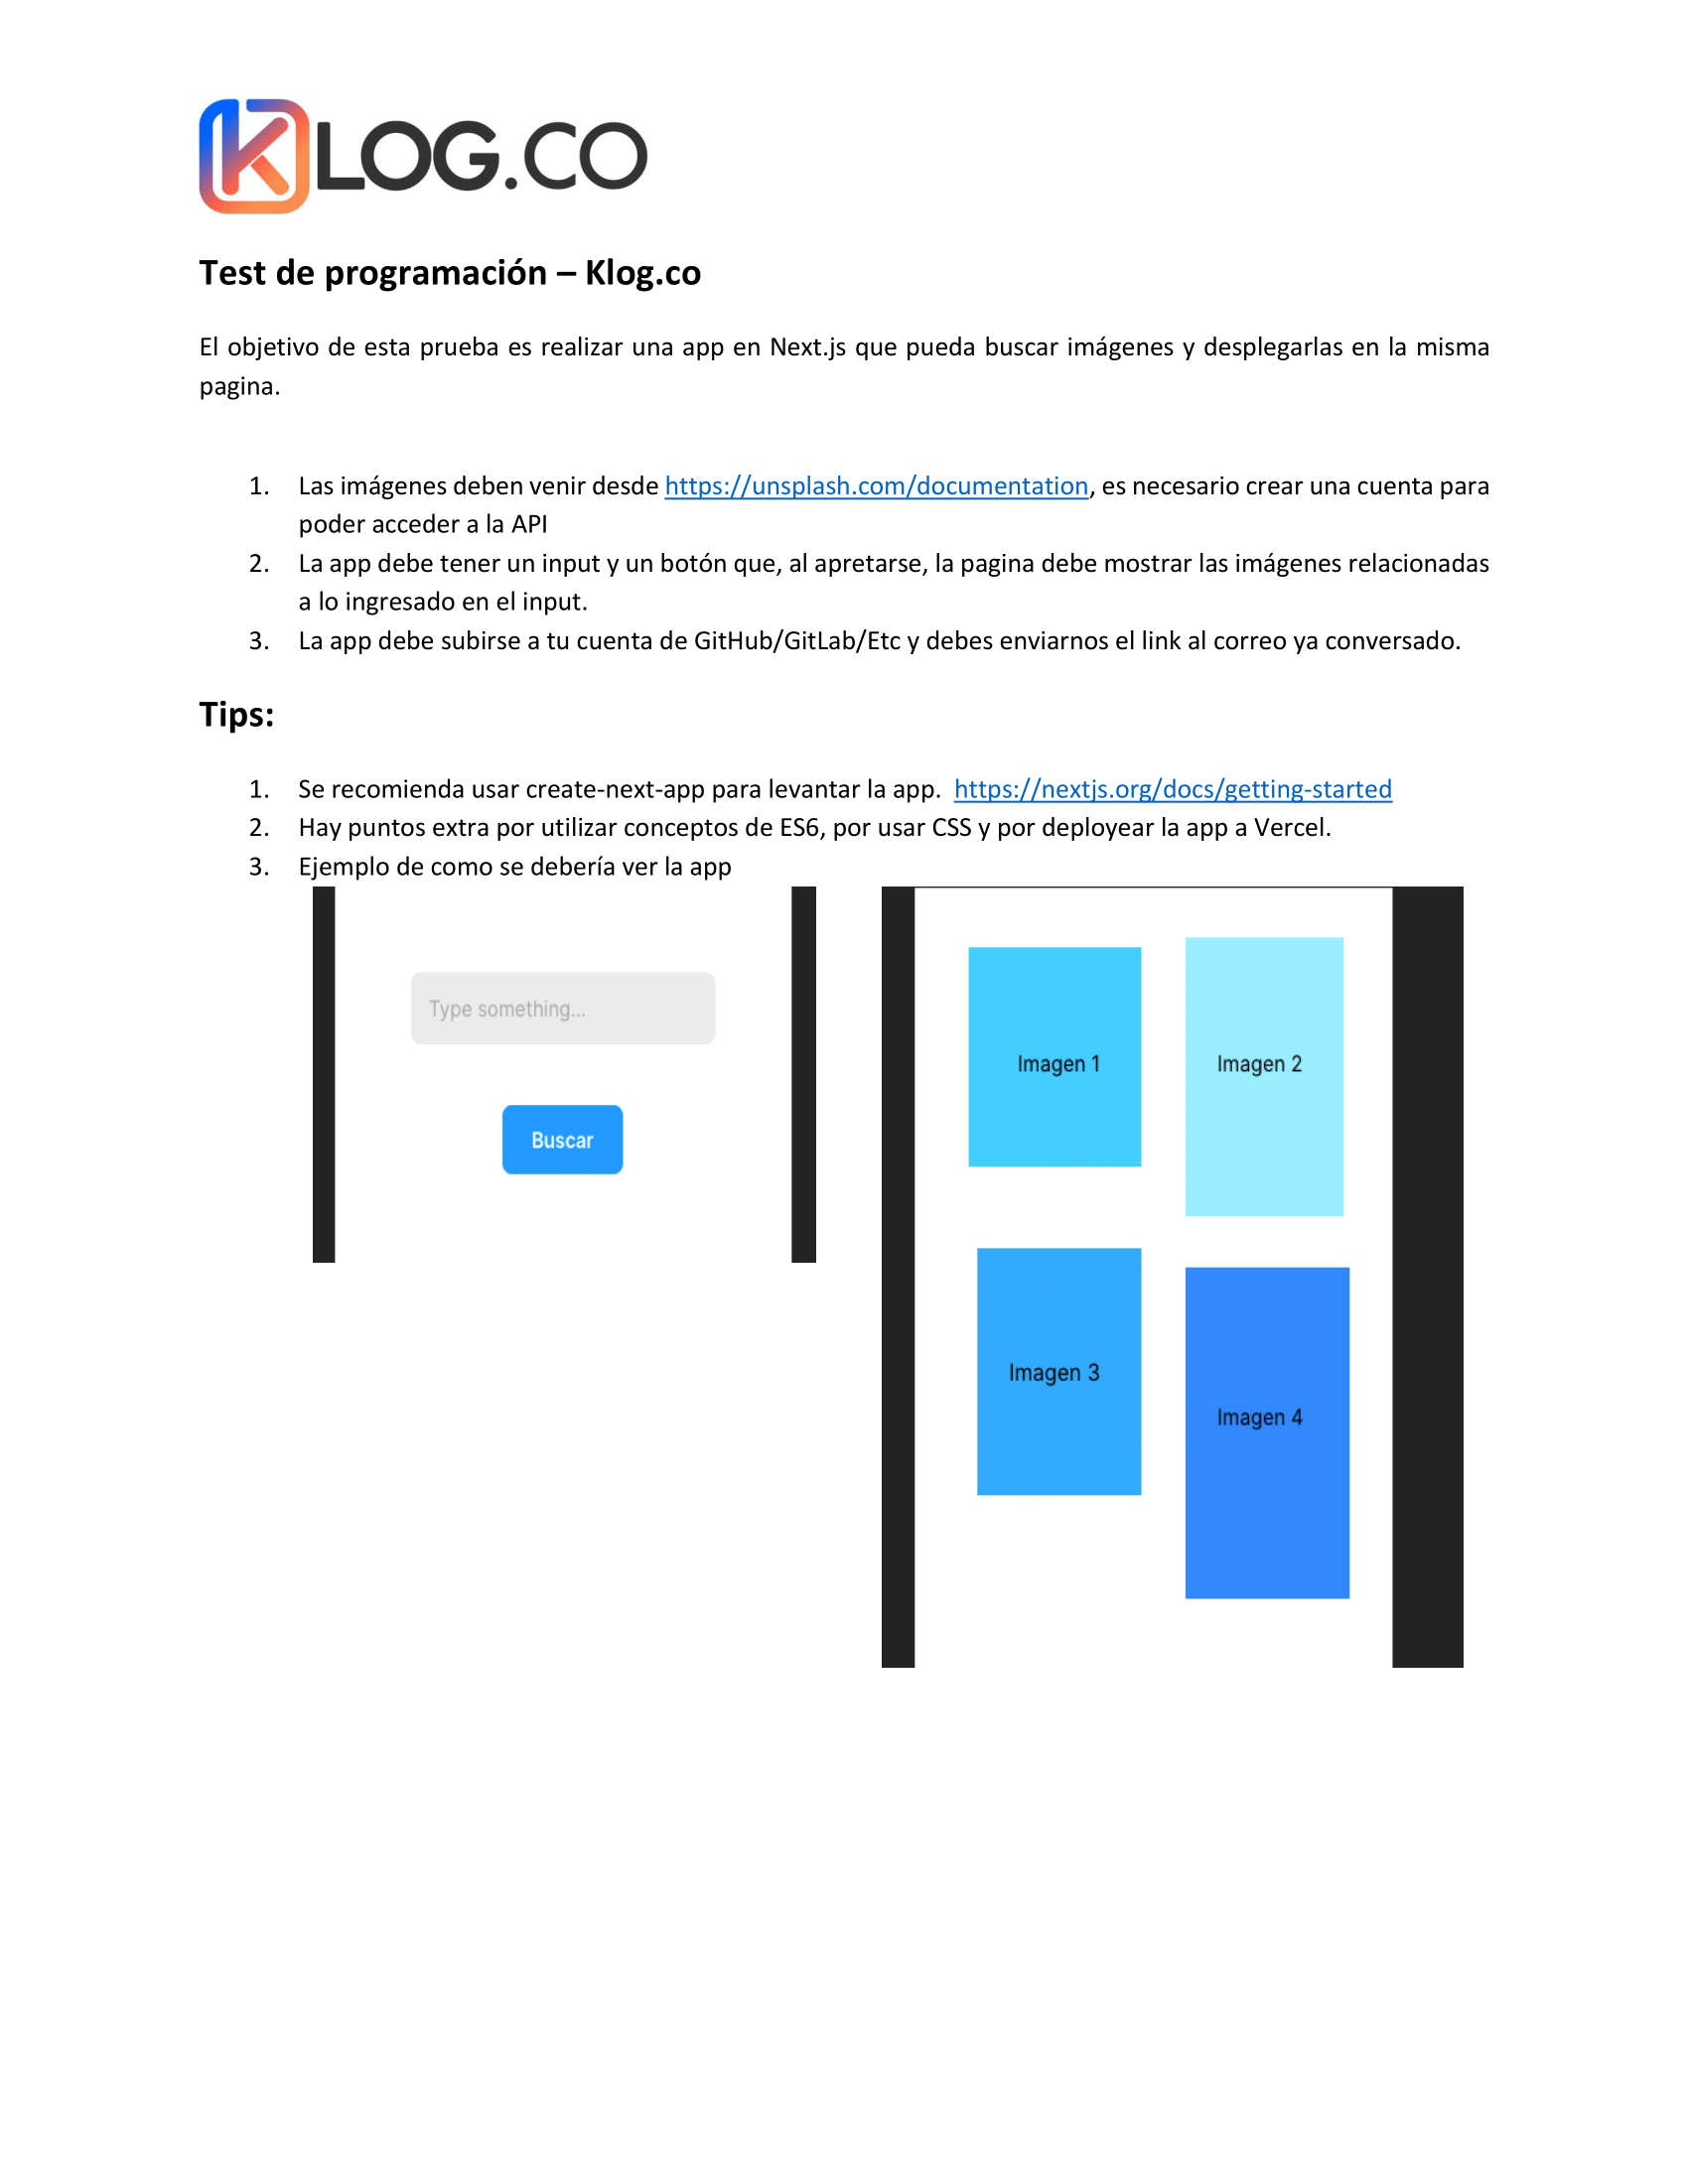 KLOG.CO
Test de programación – Klog.co
El objetivo de esta prueba es realizar una app en Next.js que pueda buscar imágenes y desplegarlas en la misma
pagina.
1. Las imágenes deben venir desde https://unsplash.com/documentation, es necesario crear una cuenta para
poder acceder a la API
2. La app debe tener un input y un botón que, al apretarse, la pagina debe mostrar las imágenes relacionadas
a lo ingresado en el input.
3. La app debe subirse a tu cuenta de GitHub/GitLab/Etc y debes enviarnos el link al correo ya conversado.
Tips:
1. Se recomienda usar create-next-app para levantar la app. https://nextjs.org/docs/getting-started
2. Hay puntos extra por utilizar conceptos de ES6, por usar CSS y por deployear la app a Vercel.
3. Ejemplo de como se debería ver la app
Type something...
Buscar
Imagen 1
Imagen 2
Imagen 3
Imagen 4